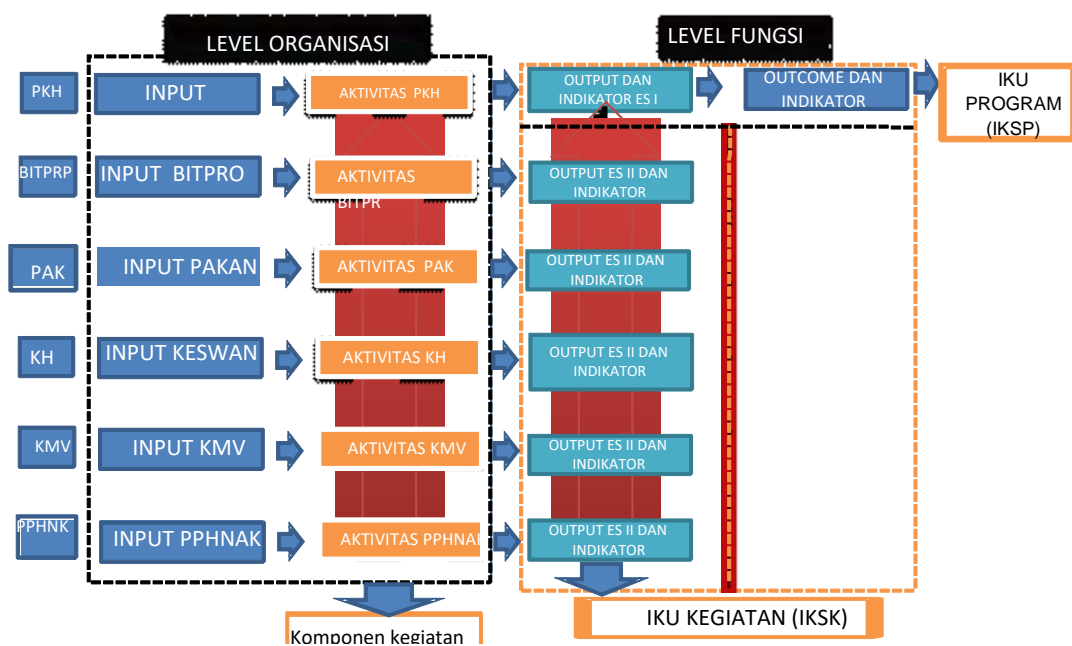 LEVEL ORGANISASI
LEVEL FUNGSI
PKH
INPUT
AKTIVITAS PKH
OUTPUT DAN
INDIKATOR ES I
OUTCOME DAN
INDIKATOR
IKU
PROGRAM
(IKSP)
BITPRP
INPUT BITPRO
AKTIVITAS
BITPR
OUTPUT ES II DAN
INDIKATOR
PAK
INPUT PAKAN
AKTIVITAS PAK
OUTPUT ES II DAN
INDIKATOR
KH
INPUT KESWAN
AKTIVITAS KH
OUTPUT ES II DAN
INDIKATOR
KMV
INPUT KMV
AKTIVITAS KMV
OUTPUT ES II DAN
INDIKATOR
PPHNK
INPUT PPHNAK
AKTIVITAS PPHNAK
OUTPUT ES II DAN
INDIKATOR
IKU KEGIATAN (IKSK)
Komponen kegiatan